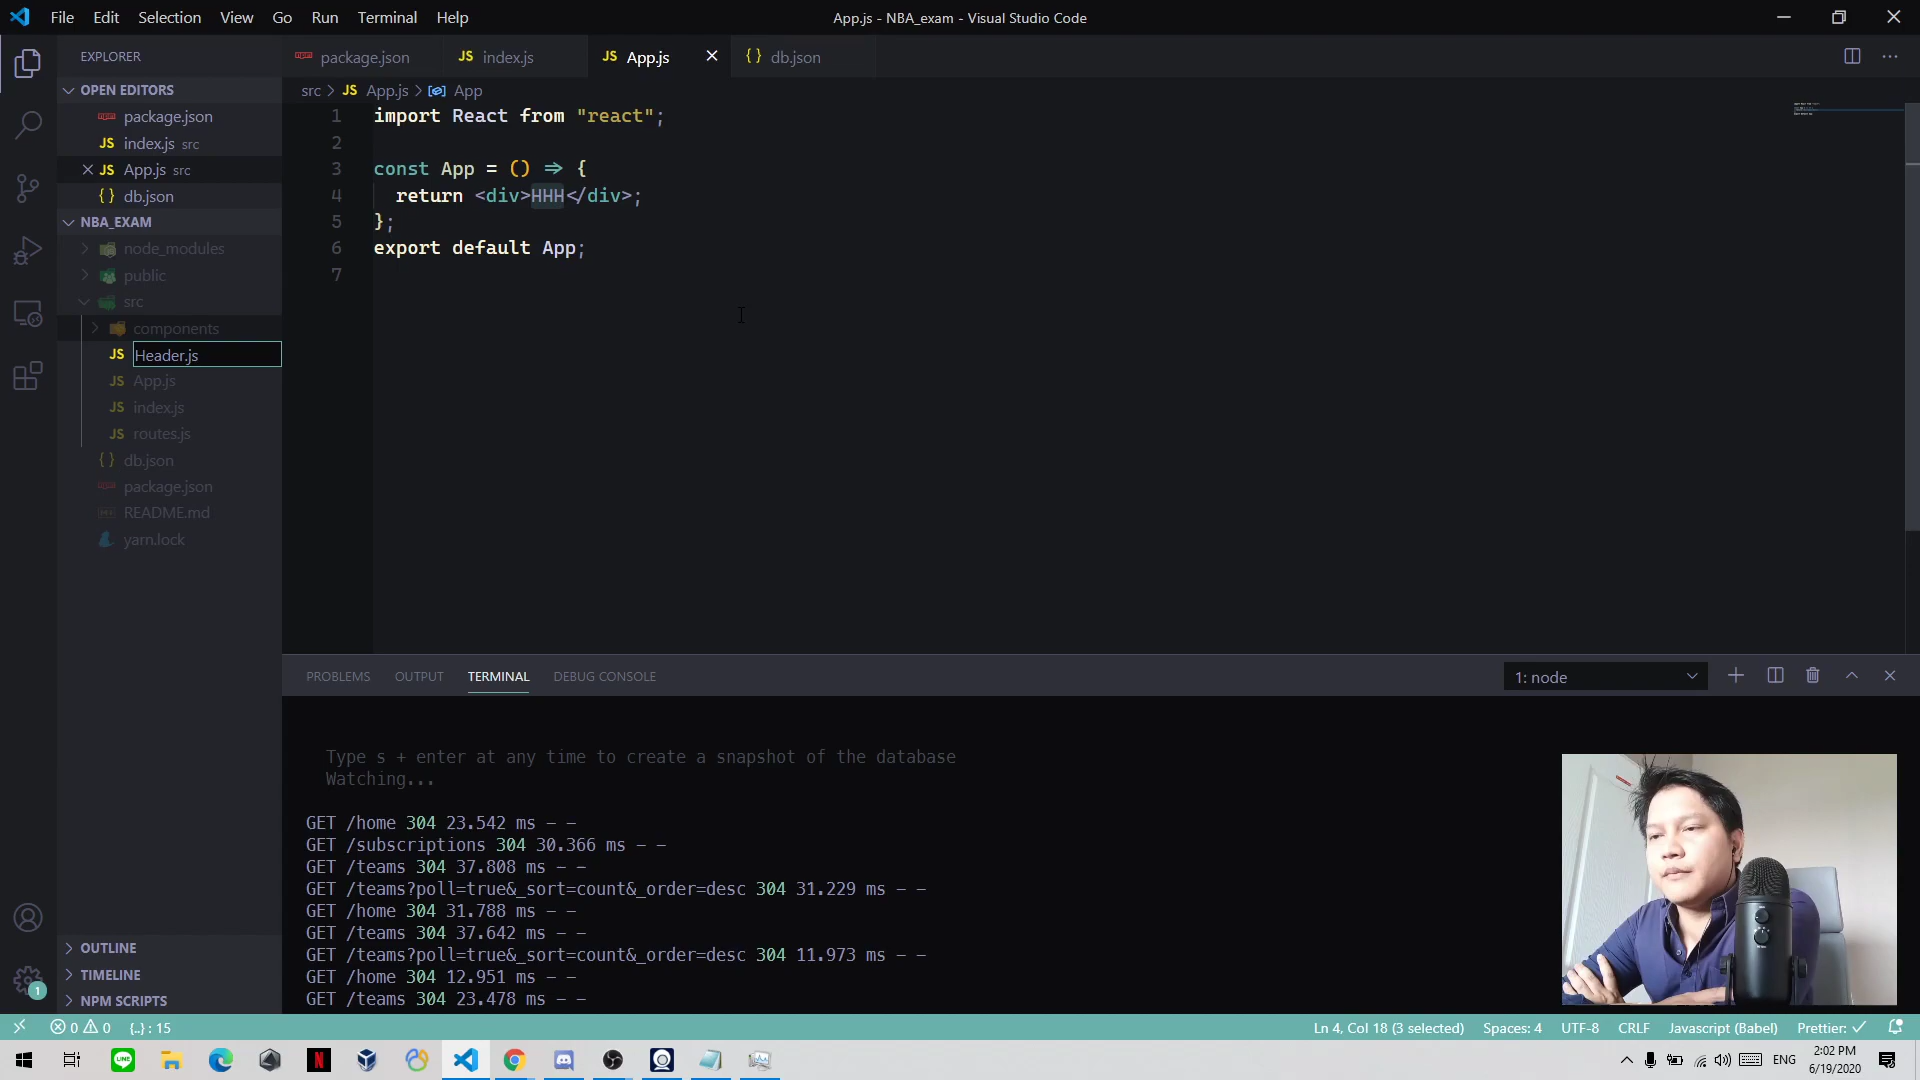 File Edit Selection View Go Run Terminal Help
App.js - NBA_exam - Visual Studio Code
EXPLORER
OPEN EDITORS
package.json
index.js src
App.js src
db.json
NBA_EXAM
node_modules
public
src
components
Header.js
App.js
index.js
routes.js
db.json
package.json
README.md
yarn.lock
OUTLINE
TIMELINE
NPM SCRIPTS
package.json
JS index.js
JS App.js
{} db.json
src > JS App.js > App
1 import React from "react";
2
3 const App = () => {
4 return <div>HHH</div>;
5 };
6 export default App;
7
PROBLEMS OUTPUT TERMINAL DEBUG CONSOLE
1: node
Type s + enter at any time to create a snapshot of the database
Watching...
GET /home 304 23.542 ms - -
GET /subscriptions 304 30.366 ms - -
GET /teams 304 37.808 ms - -
GET /teams?poll=true&_sort=count&_order=desc 304 31.229 ms - -
GET /home 304 31.788 ms - -
GET /teams 304 37.642 ms - -
GET /teams?poll=true&_sort=count&_order=desc 304 11.973 ms - -
GET /home 304 12.951 ms - -
GET /teams 304 23.478 ms - -
1
0 0 {..} : 15
Ln 4, Col 18 (3 selected) Spaces: 4 UTF-8 CRLF Javascript (Babel) Prettier: ✓
LINE
N
ENG
2:02 PM
6/19/2020